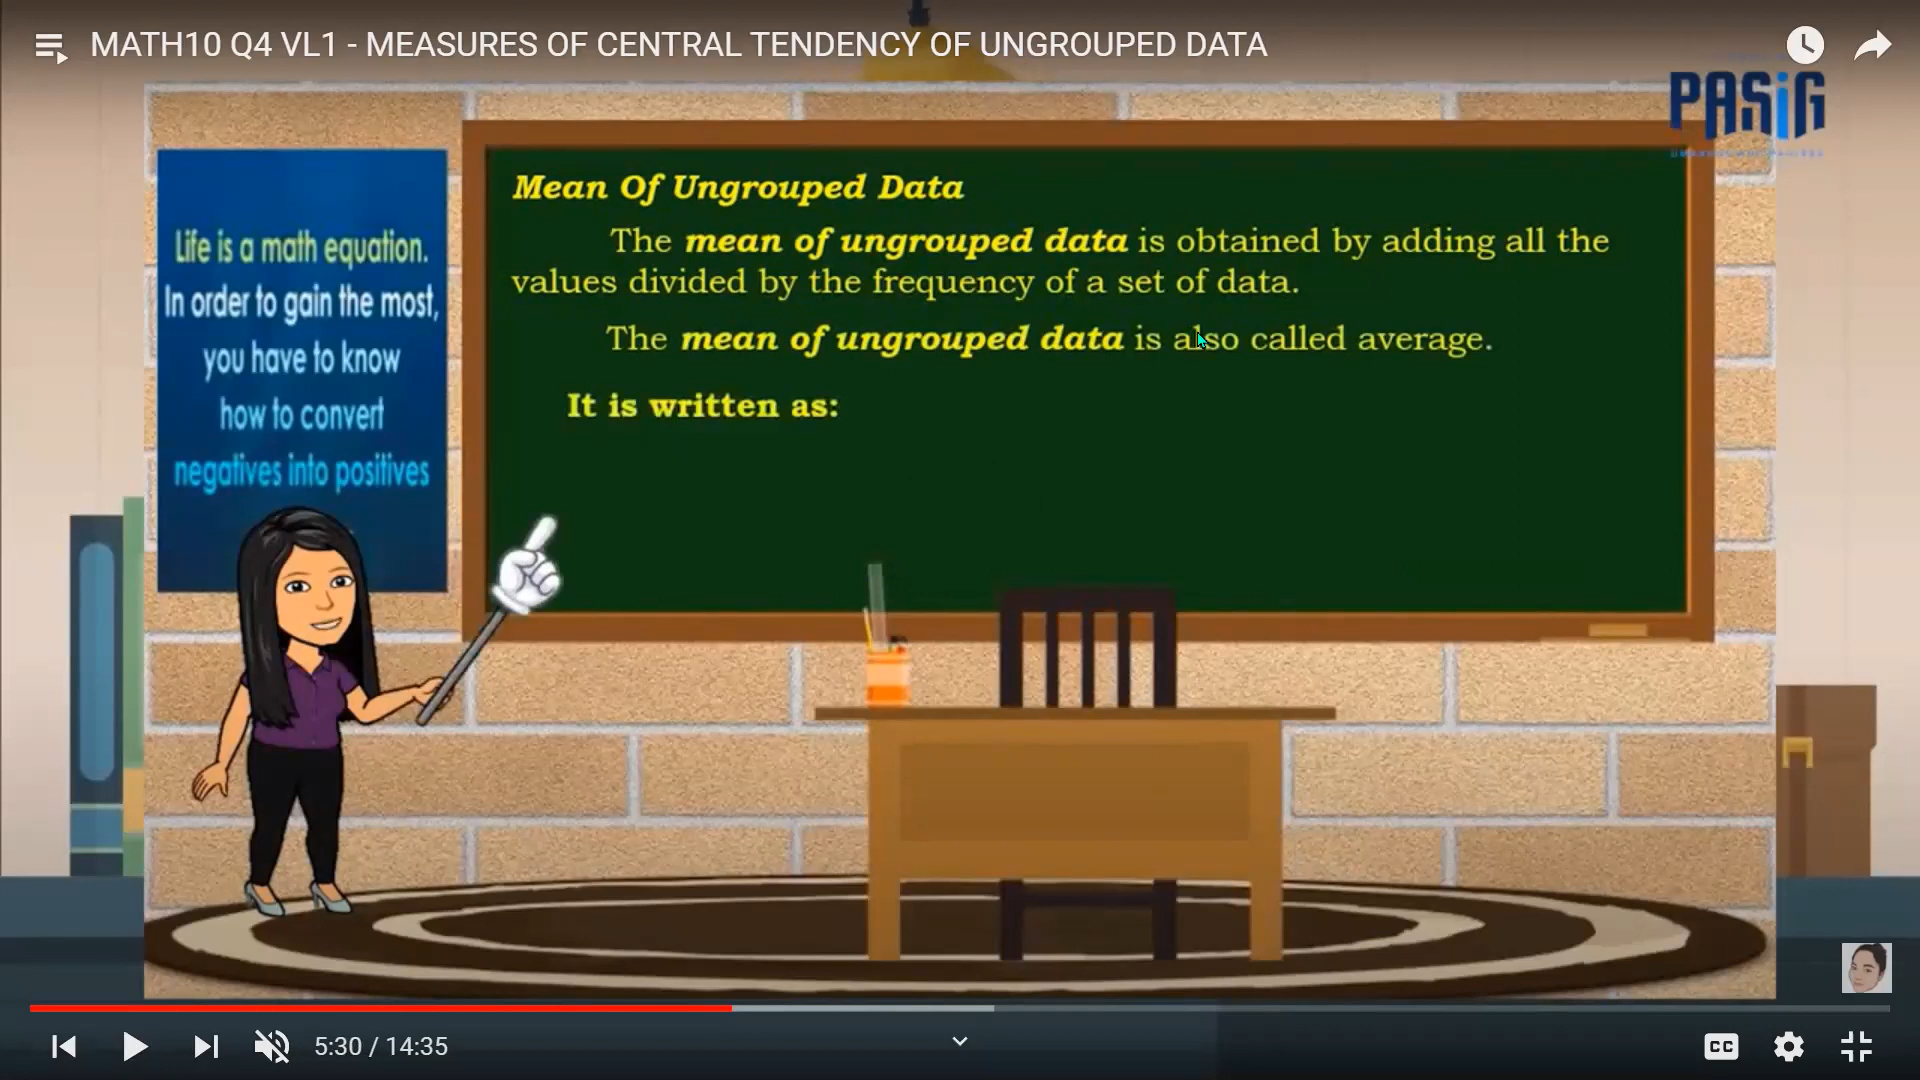 MATH10 Q4 VL1 - MEASURES OF CENTRAL TENDENCY OF UNGROUPED DATA
PASIG
Life is a math equation.
In order to gain the most,
you have to know
how to convert
negatives into positives
Mean Of Ungrouped Data
The mean of ungrouped data is obtained by adding all the
values divided by the frequency of a set of data.
The mean of ungrouped data is also called average.
It is written as:
5:30 / 14:35
CC